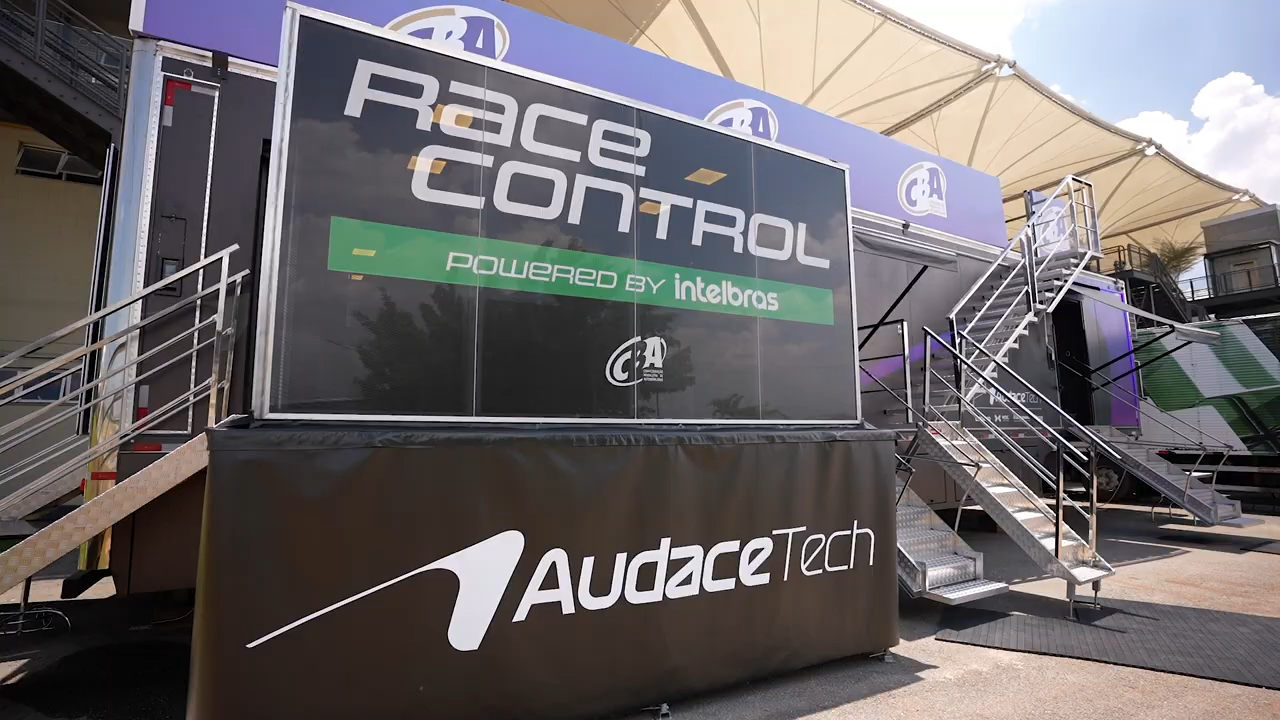 CBA
CBA
CBA
RACE
CONTROL
POWERED BY intelbras
CBA
AudaceTech
AudaceTech